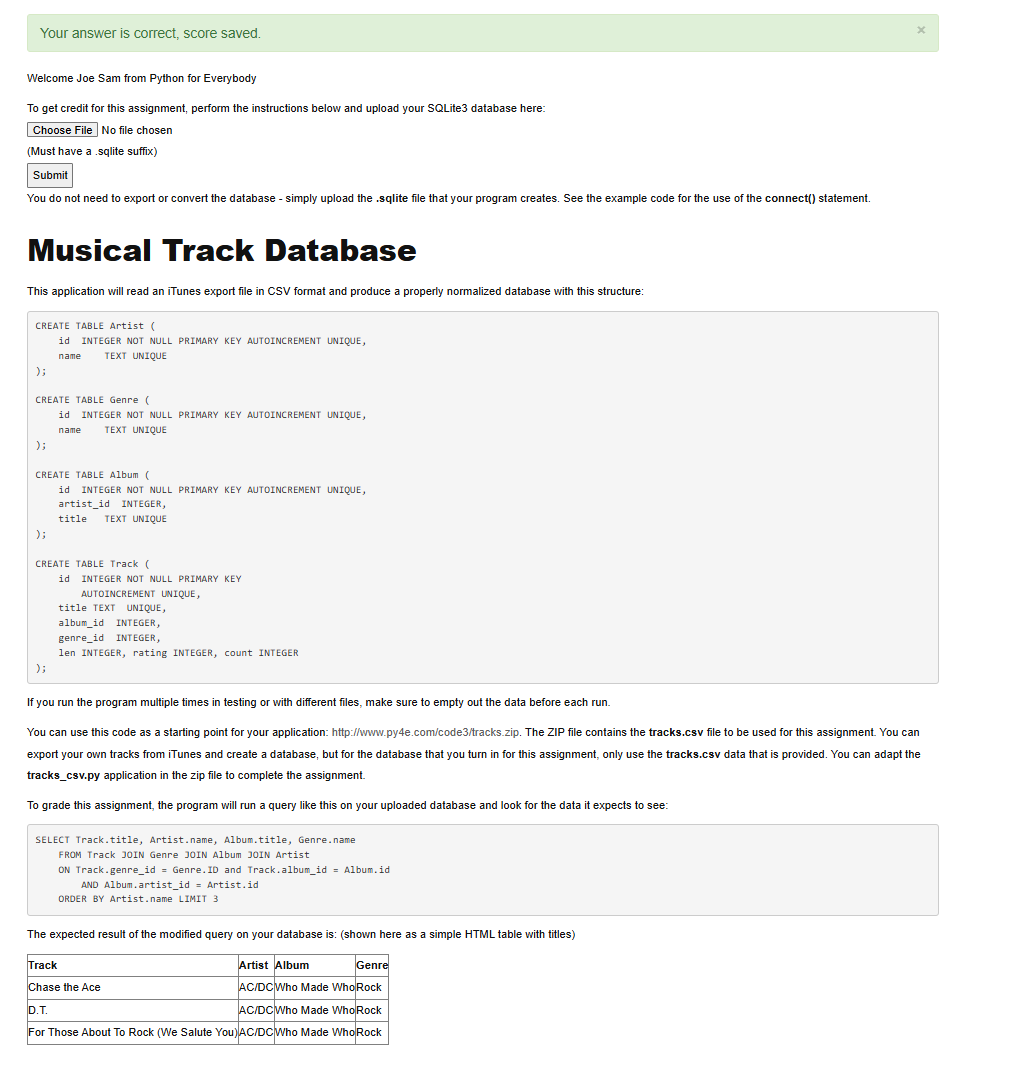 Your answer is correct, score saved.
×
Welcome Joe Sam from Python for Everybody
To get credit for this assignment, perform the instructions below and upload your SQLite3 database here:
Choose File No file chosen
(Must have a .sqlite suffix)
Submit
You do not need to export or convert the database - simply upload the .sqlite file that your program creates. See the example code for the use of the connect() statement.
Musical Track Database
This application will read an iTunes export file in CSV format and produce a properly normalized database with this structure:
CREATE TABLE Artist (
    id  INTEGER NOT NULL PRIMARY KEY AUTOINCREMENT UNIQUE,
    name    TEXT UNIQUE
);
CREATE TABLE Genre (
    id  INTEGER NOT NULL PRIMARY KEY AUTOINCREMENT UNIQUE,
    name    TEXT UNIQUE
);
CREATE TABLE Album (
    id  INTEGER NOT NULL PRIMARY KEY AUTOINCREMENT UNIQUE,
    artist_id  INTEGER,
    title   TEXT UNIQUE
);
CREATE TABLE Track (
    id  INTEGER NOT NULL PRIMARY KEY
        AUTOINCREMENT UNIQUE,
    title TEXT  UNIQUE,
    album_id  INTEGER,
    genre_id  INTEGER,
    len INTEGER, rating INTEGER, count INTEGER
);
If you run the program multiple times in testing or with different files, make sure to empty out the data before each run.
You can use this code as a starting point for your application: http://www.py4e.com/code3/tracks.zip. The ZIP file contains the tracks.csv file to be used for this assignment. You can
export your own tracks from iTunes and create a database, but for the database that you turn in for this assignment, only use the tracks.csv data that is provided. You can adapt the
tracks_csv.py application in the zip file to complete the assignment.
To grade this assignment, the program will run a query like this on your uploaded database and look for the data it expects to see:
SELECT Track.title, Artist.name, Album.title, Genre.name
    FROM Track JOIN Genre JOIN Album JOIN Artist
    ON Track.genre_id = Genre.ID and Track.album_id = Album.id
        AND Album.artist_id = Artist.id
    ORDER BY Artist.name LIMIT 3
The expected result of the modified query on your database is: (shown here as a simple HTML table with titles)
Track Artist Album Genre
Chase the Ace AC/DC Who Made Who Rock
D.T. AC/DC Who Made Who Rock
For Those About To Rock (We Salute You) AC/DC Who Made Who Rock